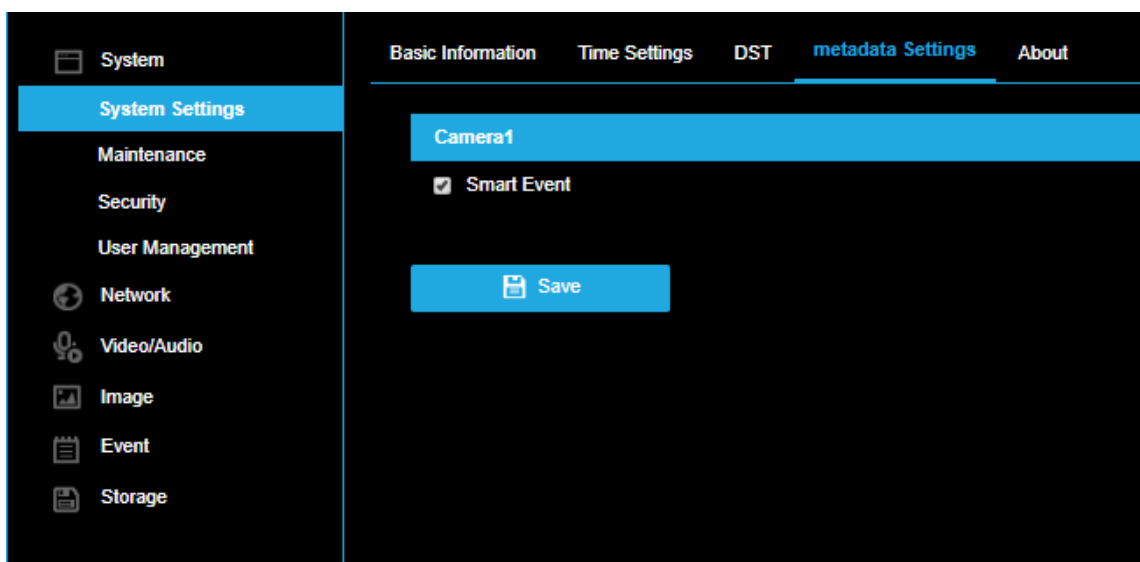 System
System Settings
Maintenance
Security
User Management
Network
Video/Audio
Image
Event
Storage
Basic Information Time Settings DST metadata Settings About
Camera1
Smart Event
Save